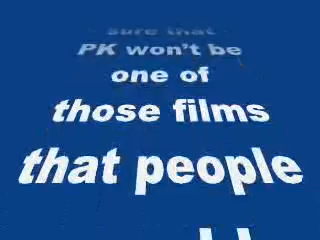 sure that
PK won't be
one of
those films
that people